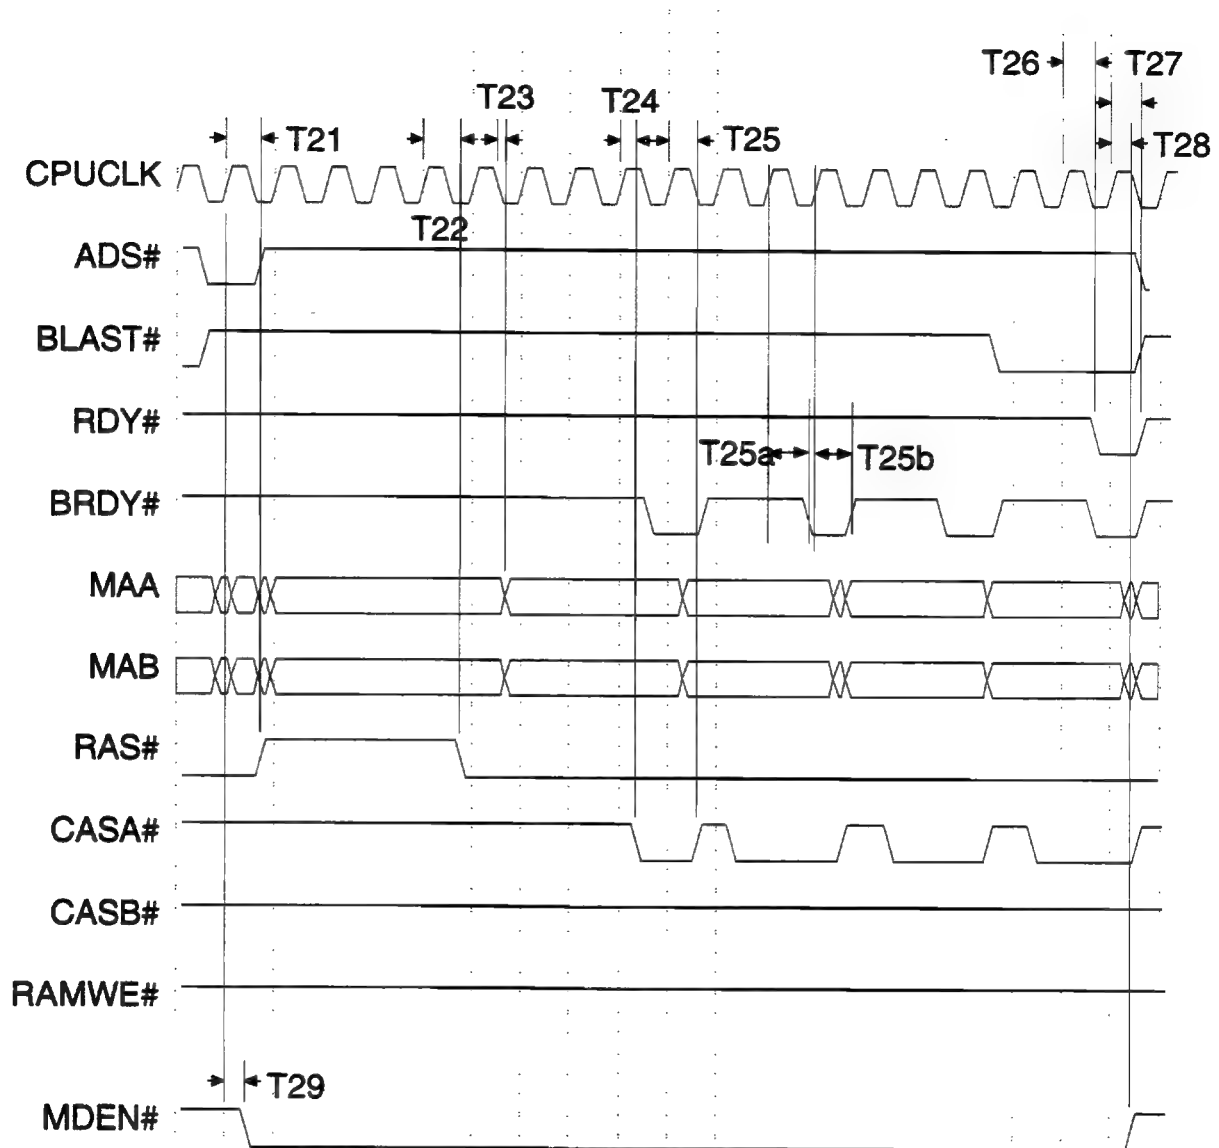 T26
T27
T23
T24
T21
T25
T28
CPUCLK
T22
ADS#
BLAST#
RDY#
T25a
T25b
BRDY#
MAA
MAB
RAS#
CASA#
CASB#
RAMWE#
T29
MDEN#